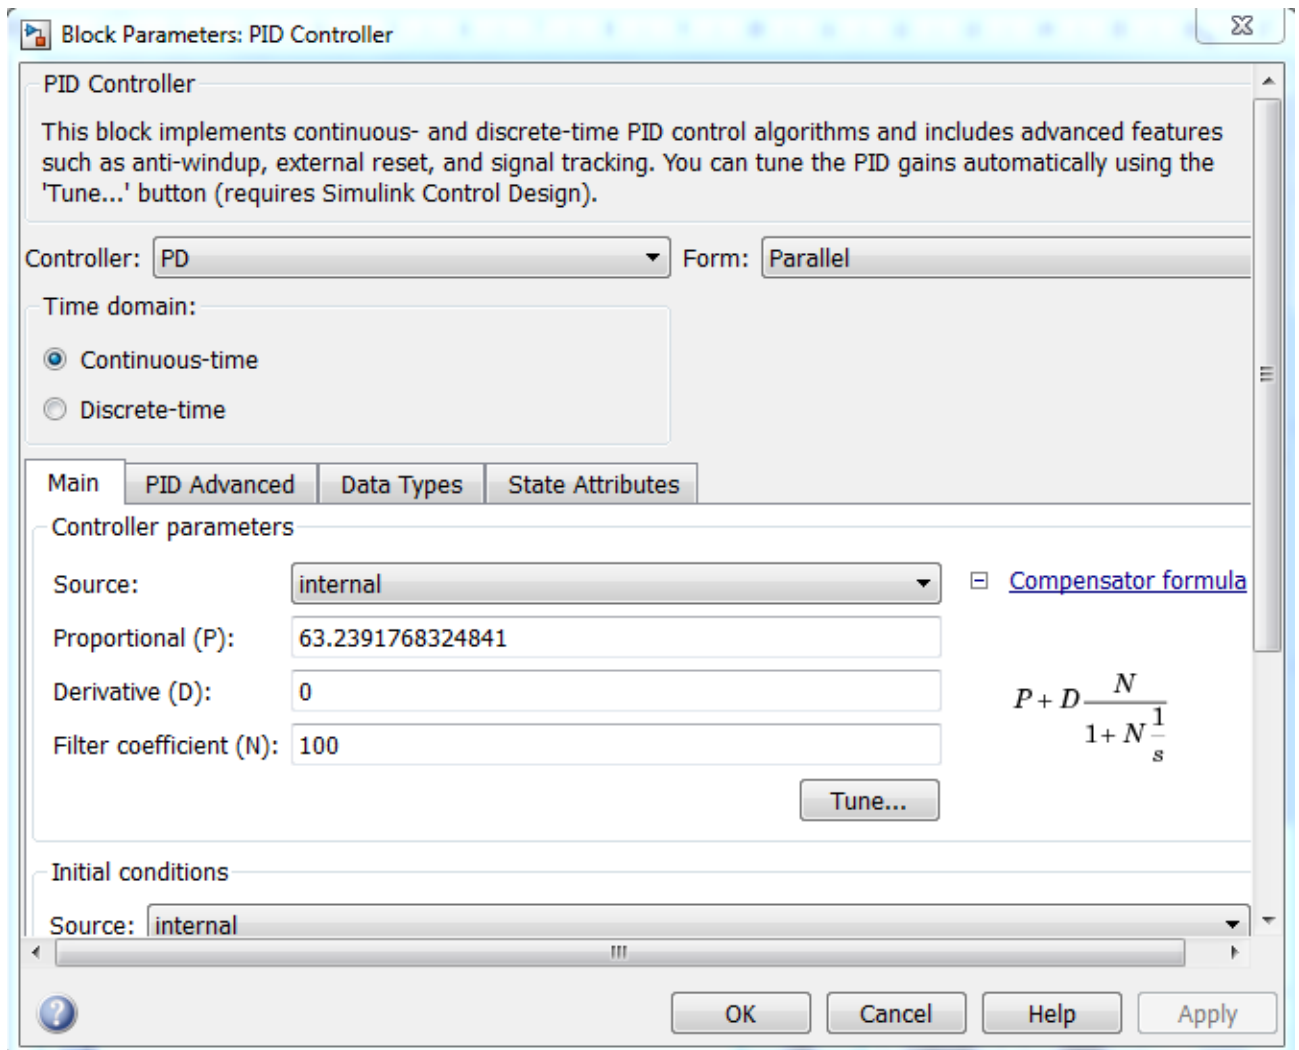 Block Parameters: PID Controller
PID Controller
This block implements continuous- and discrete-time PID control algorithms and includes advanced features
such as anti-windup, external reset, and signal tracking. You can tune the PID gains automatically using the
'Tune...' button (requires Simulink Control Design).
Controller: PD Form: Parallel
Time domain:
Continuous-time
Discrete-time
Main PID Advanced Data Types State Attributes
Controller parameters
Source: internal Compensator formula
Proportional (P): 63.2391768324841
Derivative (D): 0
Filter coefficient (N): 100
P + D N / (1 + N 1/s)
Tune...
Initial conditions
Source: internal
? OK Cancel Help Apply